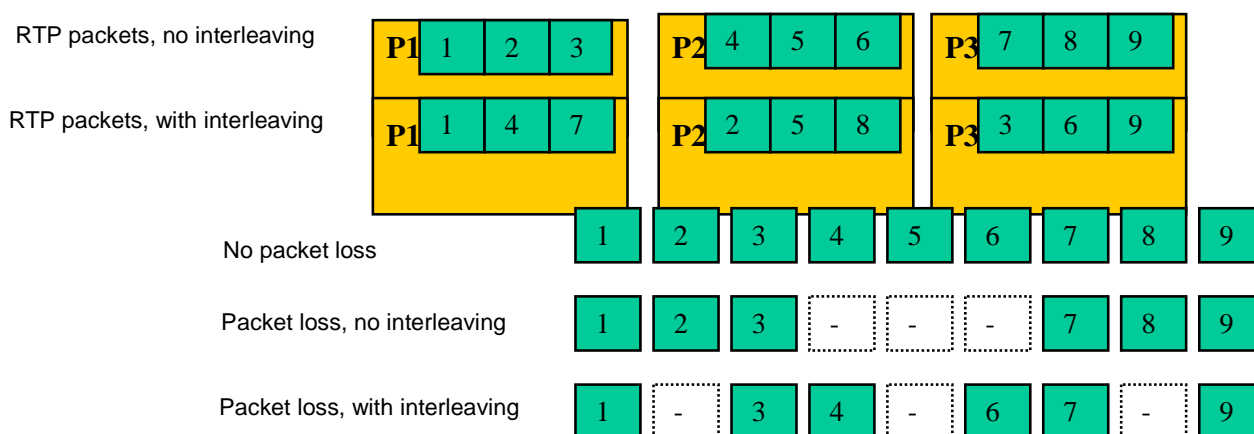 RTP packets, no interleaving P1 1 2 3 P2 4 5 6 P3 7 8 9
RTP packets, with interleaving P1 1 4 7 P2 2 5 8 P3 3 6 9
No packet loss 1 2 3 4 5 6 7 8 9
Packet loss, no interleaving 1 2 3 - - - 7 8 9
Packet loss, with interleaving 1 - 3 4 - 6 7 - 9